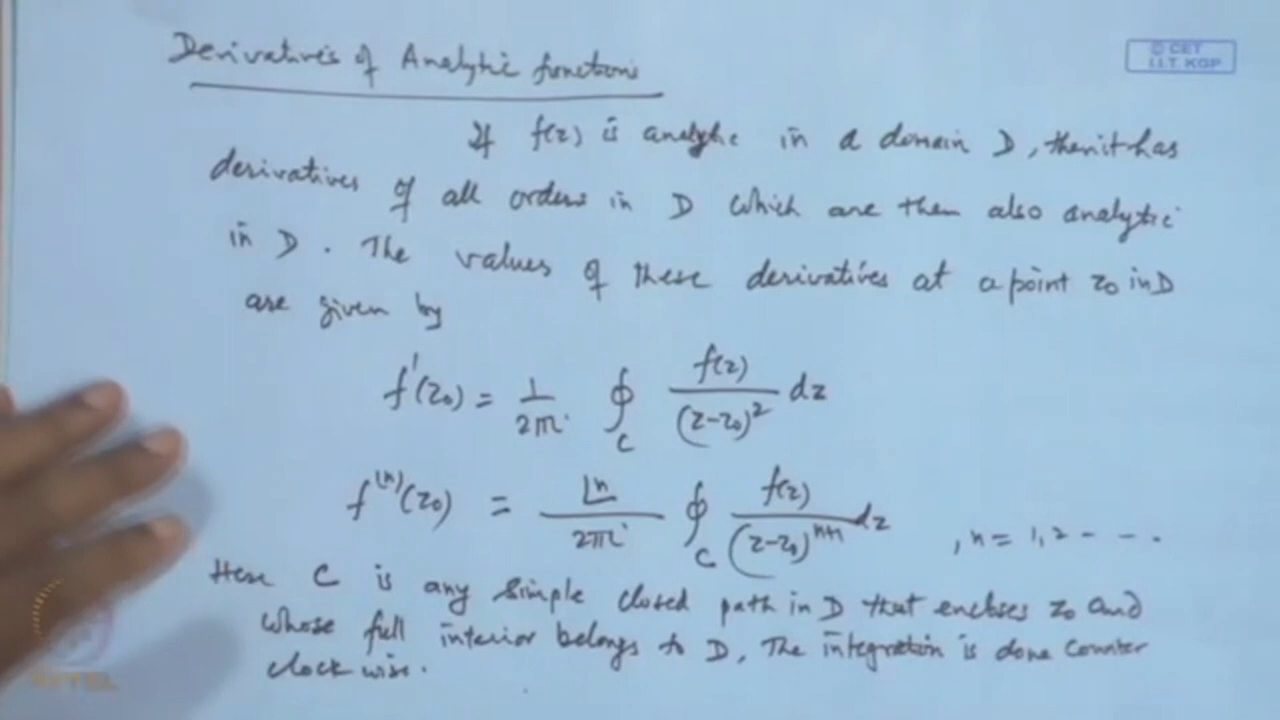 Derivatives of Analytic functions
© CET
I.I.T. KGP
If f(z) is analytic in a domain D, then it has
derivatives of all orders in D which are then also analytic
in D. The values of these derivatives at a point z₀ in D
are given by
f'(z₀) = 1/2πi ∮_C f(z)/(z-z₀)² dz
f⁽ⁿ⁾(z₀) = ⌊n/2πi ∮_C f(z)/(z-z₀)ⁿ⁺¹ dz , n = 1, 2 - - - .
Here C is any simple closed path in D that encloses z₀ and
whose full interior belongs to D. The integration is done counter
clock wise.
NPTEL